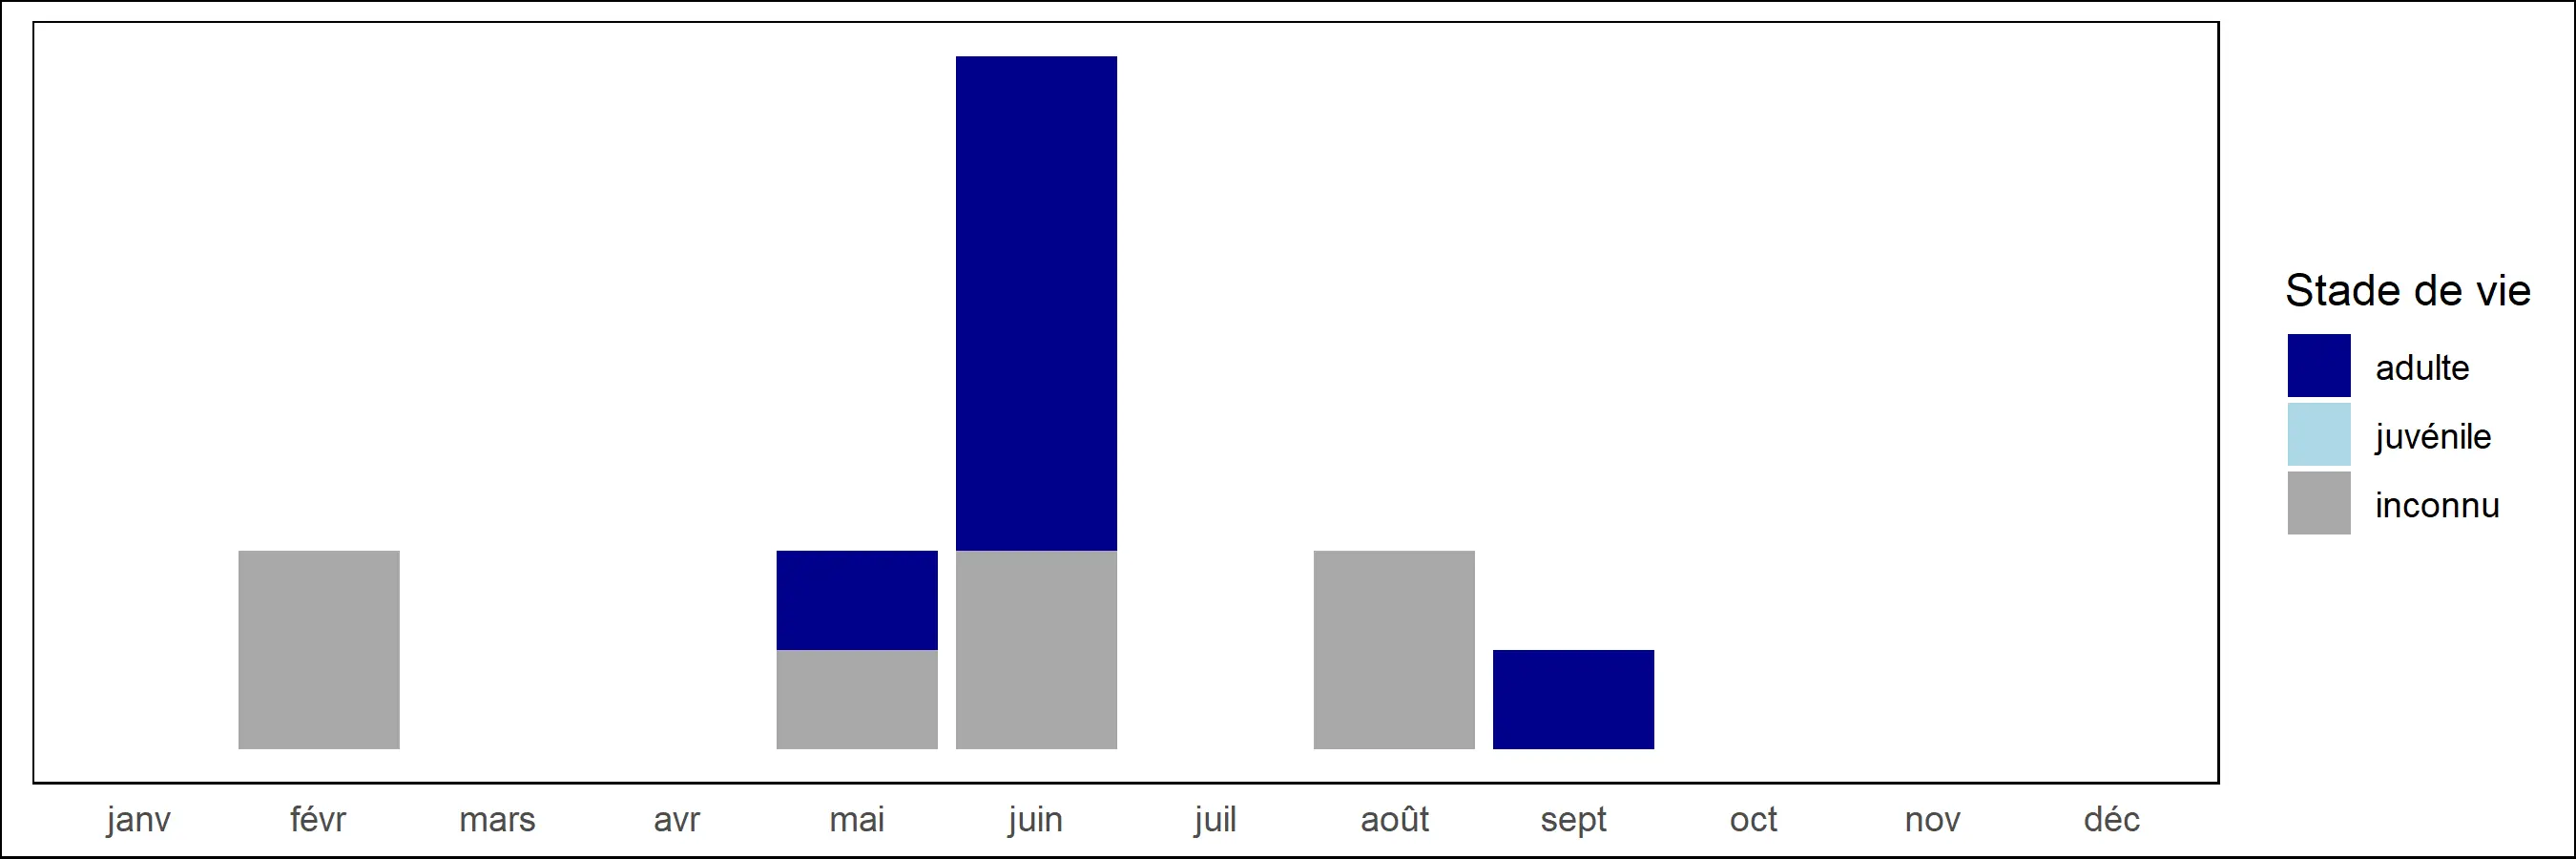 Stade de vie
adulte
juvénile
inconnu
janv févr mars avr mai juin juil août sept oct nov déc